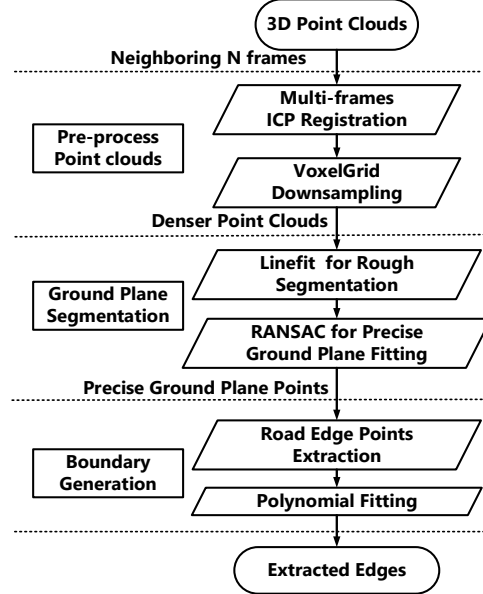 3D Point Clouds
Neighboring N frames
Multi-frames
ICP Registration
Pre-process
Point clouds
VoxelGrid
Downsampling
Denser Point Clouds
Linefit for Rough
Segmentation
Ground Plane
Segmentation
RANSAC for Precise
Ground Plane Fitting
Precise Ground Plane Points
Road Edge Points
Extraction
Boundary
Generation
Polynomial Fitting
Extracted Edges